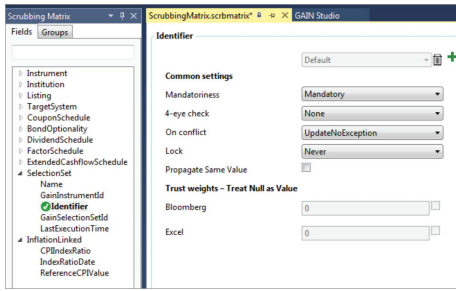 Scrubbing Matrix
Fields Groups
Instrument
Institution
Listing
TargetSystem
CouponSchedule
BondOptionality
DividendSchedule
FactorSchedule
ExtendedCashflowSchedule
SelectionSet
Name
GainInstrumentId
Identifier
GainSelectionSetId
LastExecutionTime
InflationLinked
CPIIndexRatio
IndexRatioDate
ReferenceCPIValue
ScrubbingMatrix.scrbmatrix* GAIN Studio
Identifier
Default
Common settings
Mandatoriness Mandatory
4-eye check None
On conflict UpdateNoException
Lock Never
Propagate Same Value
Trust weights – Treat Null as Value
Bloomberg 0
Excel 0